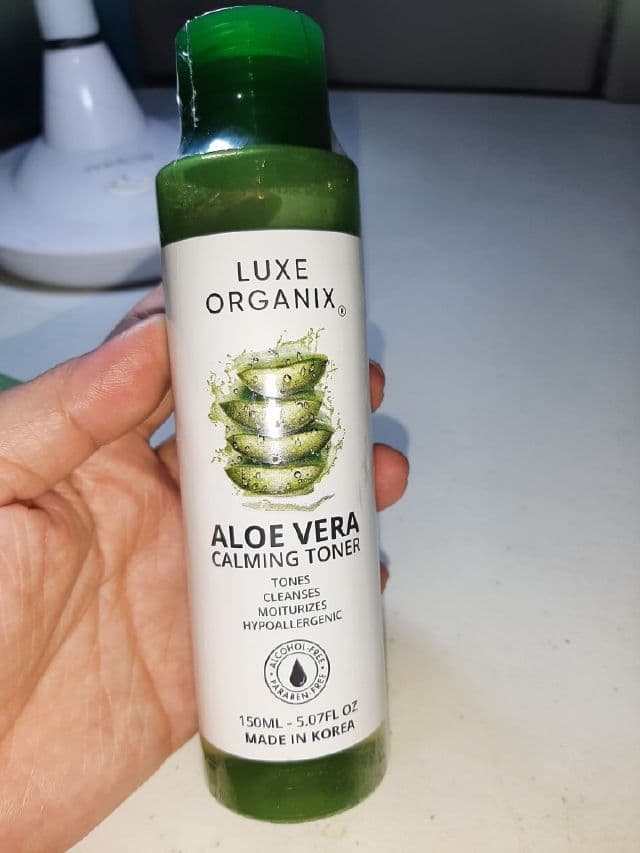 LUXE
ORGANIX®
ALOE VERA
CALMING TONER
TONES
CLEANSES
MOITURIZES
HYPOALLERGENIC
ALCOHOL-FREE
PARABEN-FREE
150ML - 5.07FL OZ
MADE IN KOREA